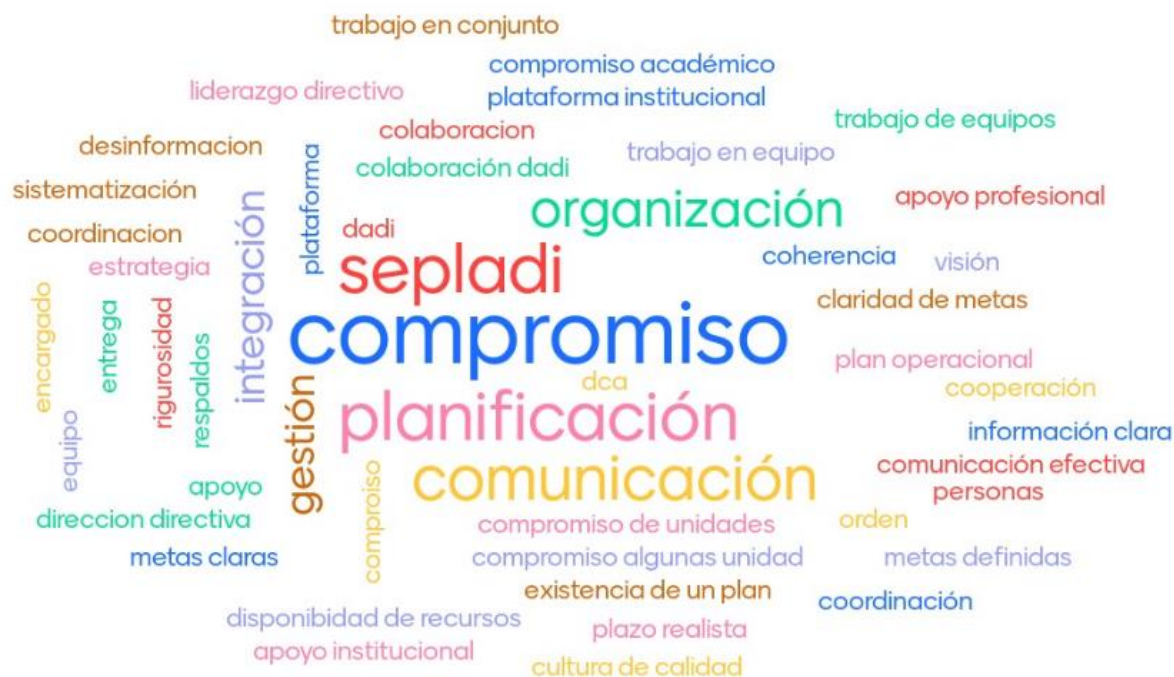 trabajo en conjunto
compromiso académico
liderazgo directivo
plataforma institucional
trabajo de equipos
colaboracion
desinformacion
trabajo en equipo
colaboración dadi
plataforma
sistematización
apoyo profesional
organización
integración
dadi
coordinacion
sepladi
coherencia
visión
estrategia
claridad de metas
encargado
entrega
rigurosidad
compromiso
respaldos
plan operacional
dca
cooperación
gestión
planificación
equipo
información clara
comunicación efectiva
comunicación
apoyo
personas
comproiso
direccion directiva
compromiso de unidades
orden
metas claras
compromiso algunas unidad
metas definidas
existencia de un plan
coordinación
disponibidad de recursos
plazo realista
apoyo institucional
cultura de calidad